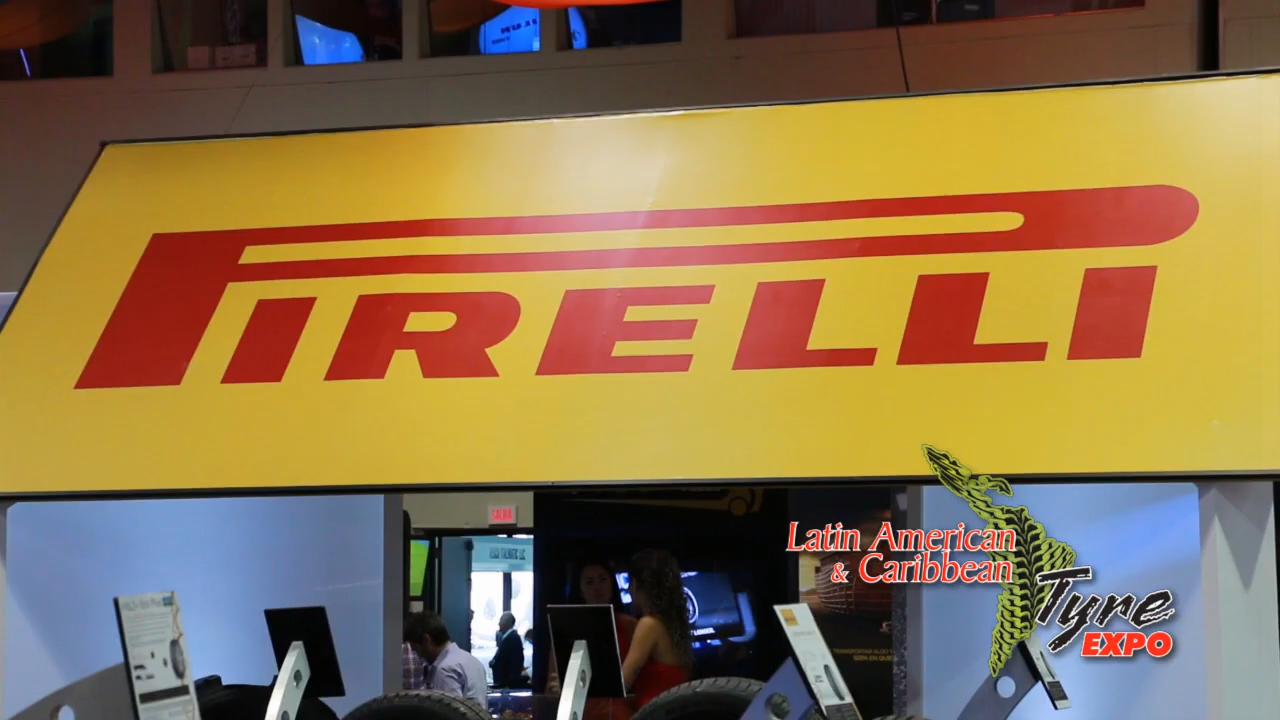 PIRELLI
SALIDA
Latin American
& Caribbean
Tyre
EXPO